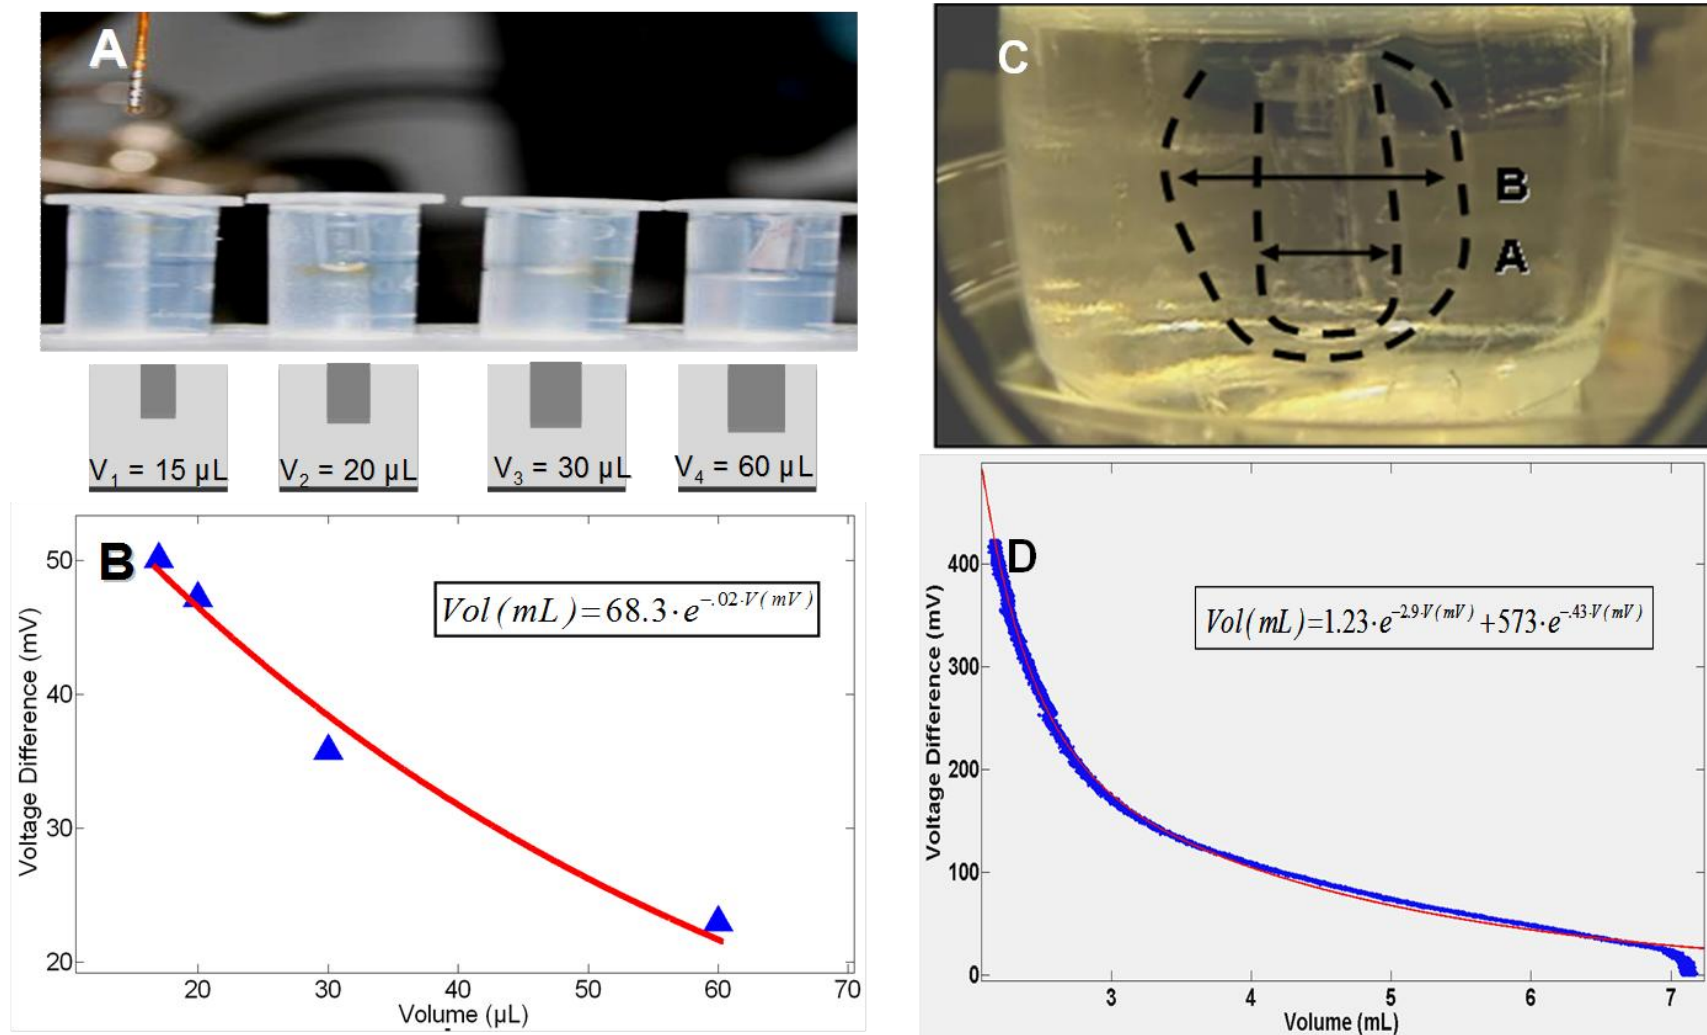 A
V1 = 15 µL
V2 = 20 µL
V3 = 30 µL
V4 = 60 µL
B
Vol(mL)=68.3·e^-.02·V(mV)
50
40
30
20
Voltage Difference (mV)
20 30 40 50 60 70
Volume (µL)
C
B
A
D
Vol(mL)=1.23·e^-2.9·V(mV)+573·e^-.43·V(mV)
400
300
200
100
0
Voltage Difference (mV)
3 4 5 6 7
Volume (mL)